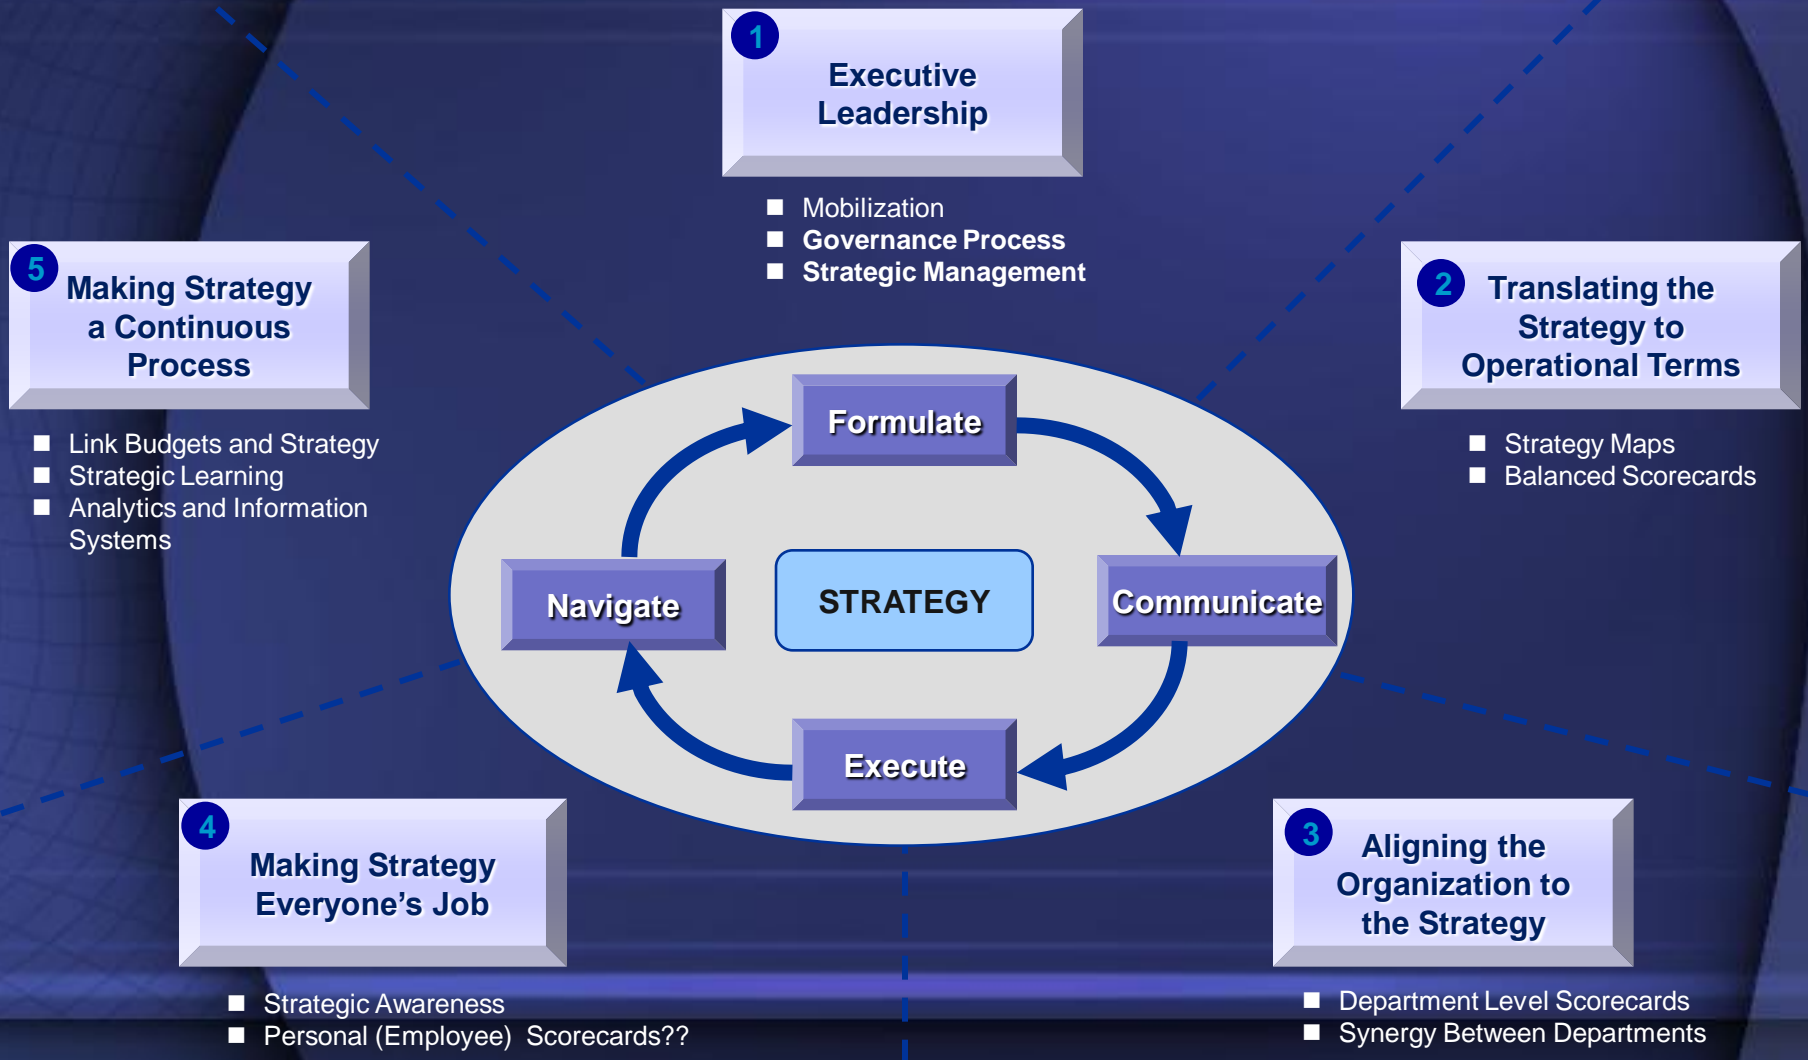 1
Executive
Leadership
Mobilization
Governance Process
Strategic Management
2
Translating the
Strategy to
Operational Terms
Strategy Maps
Balanced Scorecards
3
Aligning the
Organization to
the Strategy
Department Level Scorecards
Synergy Between Departments
4
Making Strategy
Everyone’s Job
Strategic Awareness
Personal (Employee) Scorecards??
5
Making Strategy
a Continuous
Process
Link Budgets and Strategy
Strategic Learning
Analytics and Information
Systems
Formulate
Communicate
Execute
Navigate
STRATEGY